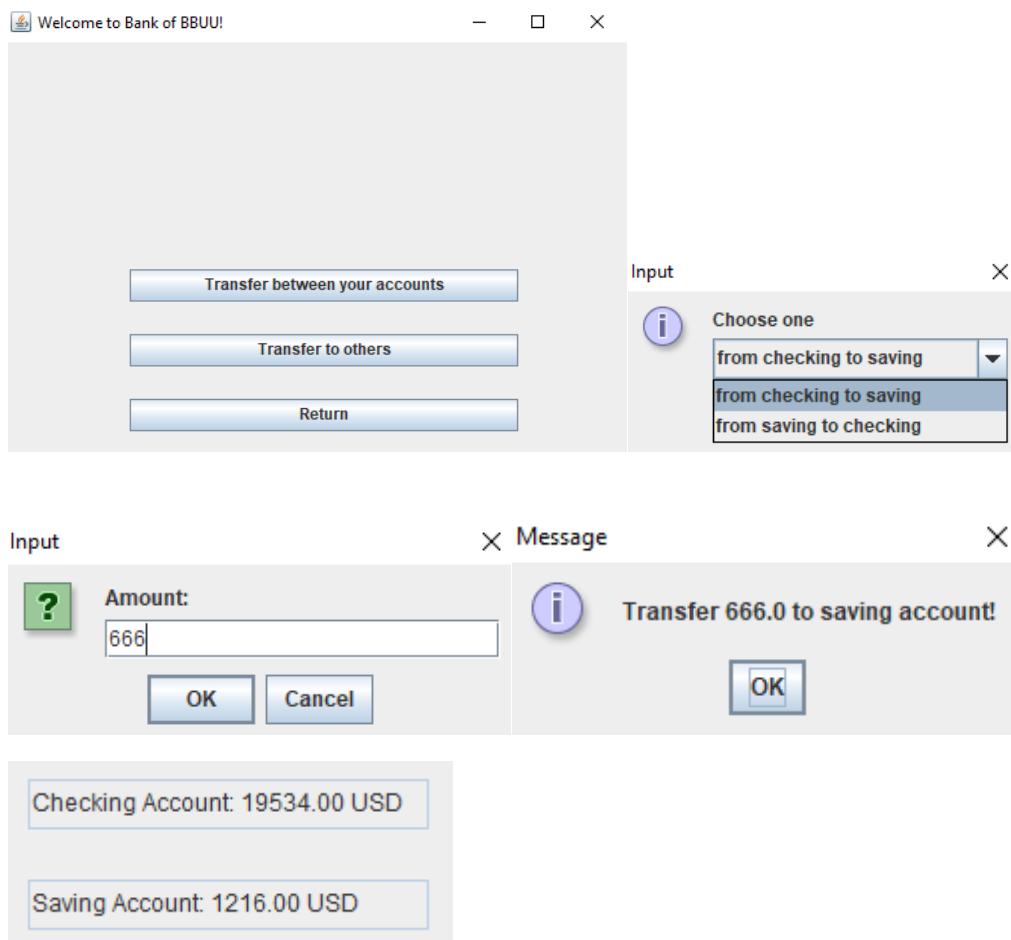 Welcome to Bank of BBUU!
Transfer between your accounts
Transfer to others
Return
Input
Choose one
from checking to saving
from checking to saving
from saving to checking
Input
Amount:
666
OK Cancel
Message
Transfer 666.0 to saving account!
OK
Checking Account: 19534.00 USD
Saving Account: 1216.00 USD